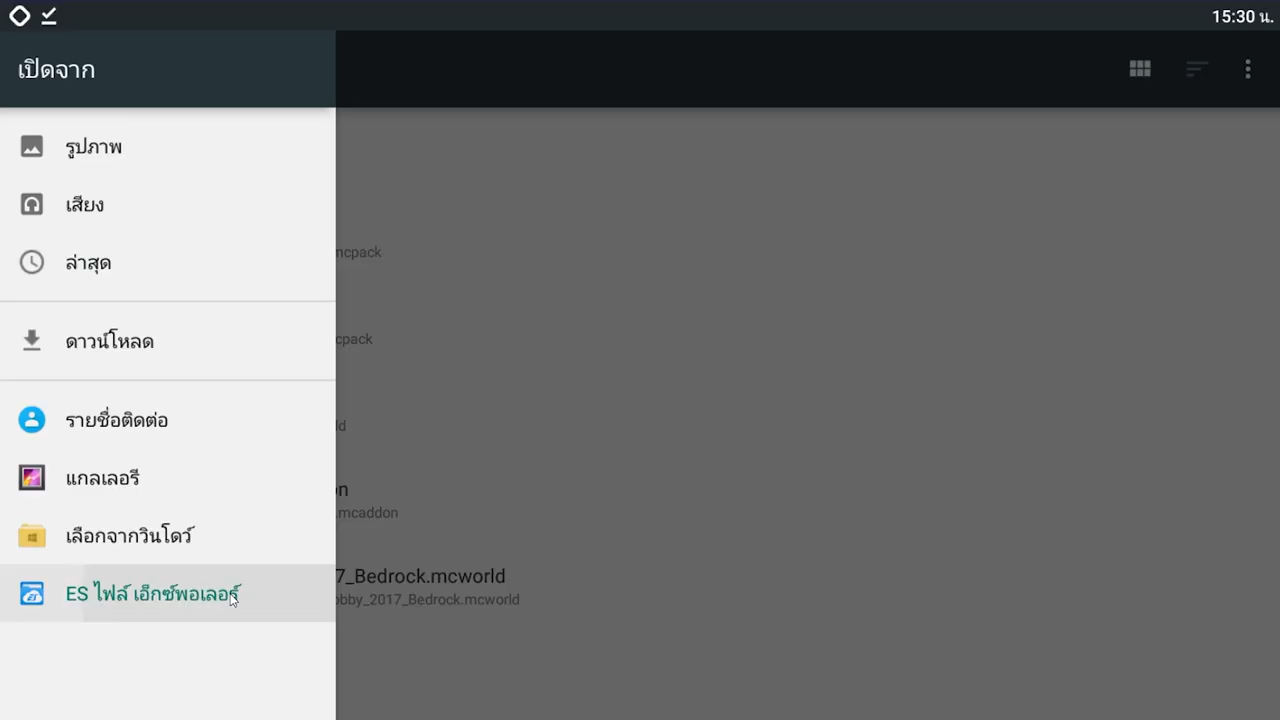 15:30 น.
เปิดจาก
รูปภาพ
เสียง
ล่าสุด
mcpack
ดาวน์โหลด
cpack
รายชื่อติดต่อ
ld
แกลเลอรี
on
.mcaddon
เลือกจากวินโดว์
7_Bedrock.mcworld
ES ไฟล์ เอ็กซ์พอเลอร์
obby_2017_Bedrock.mcworld